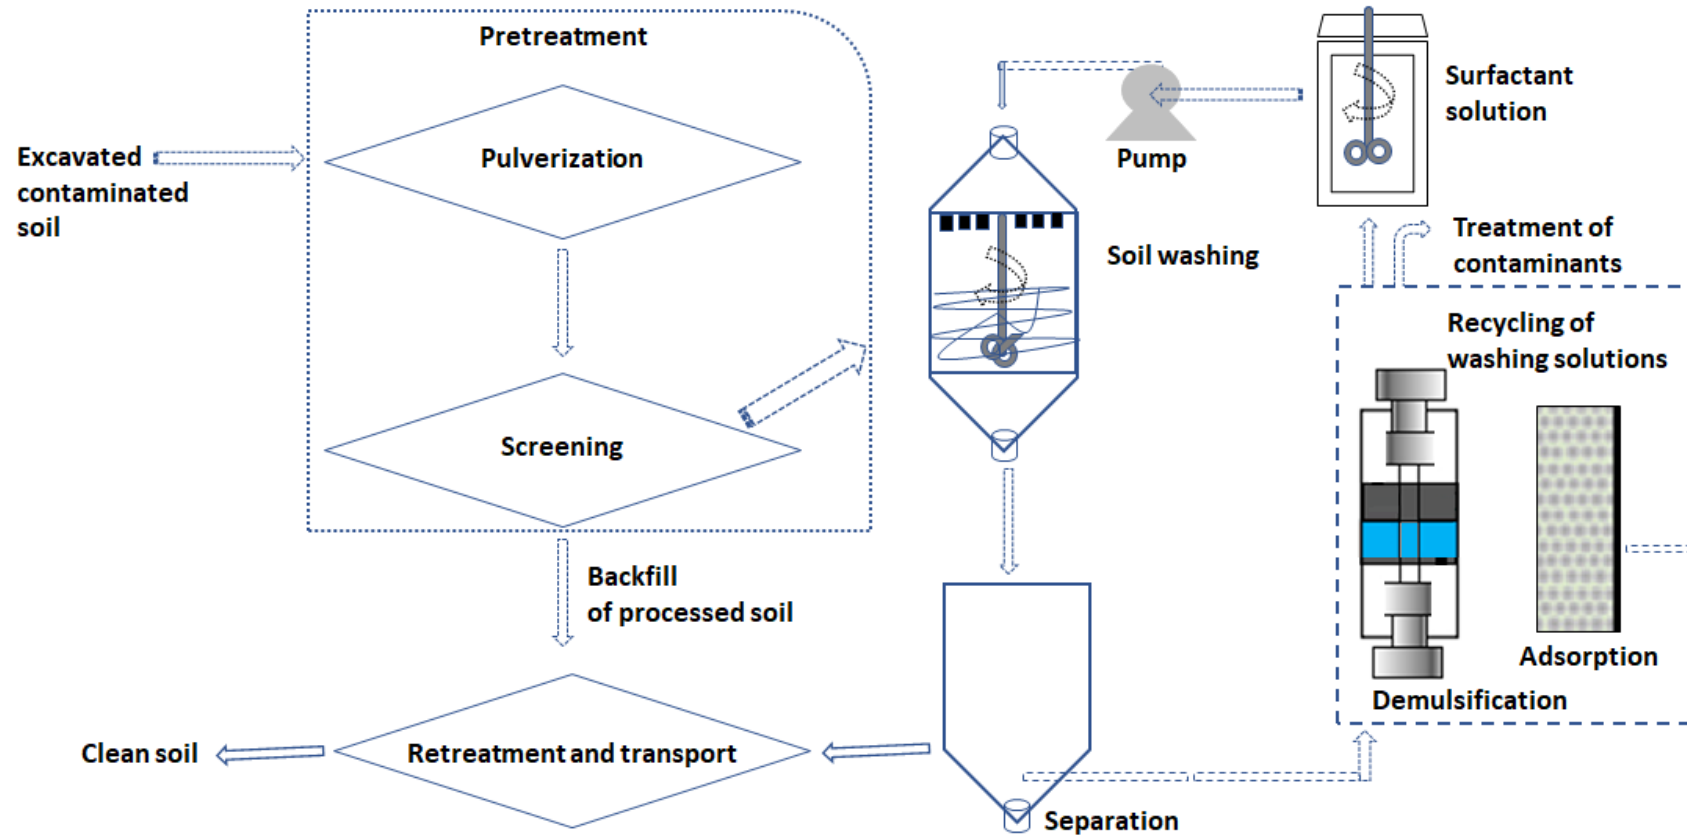 Pretreatment
Pulverization
Excavated
contaminated
soil
Screening
Backfill
of processed soil
Retreatment and transport
Clean soil
Pump
Surfactant
solution
Soil washing
Treatment of
contaminants
Recycling of
washing solutions
Adsorption
Demulsification
Separation